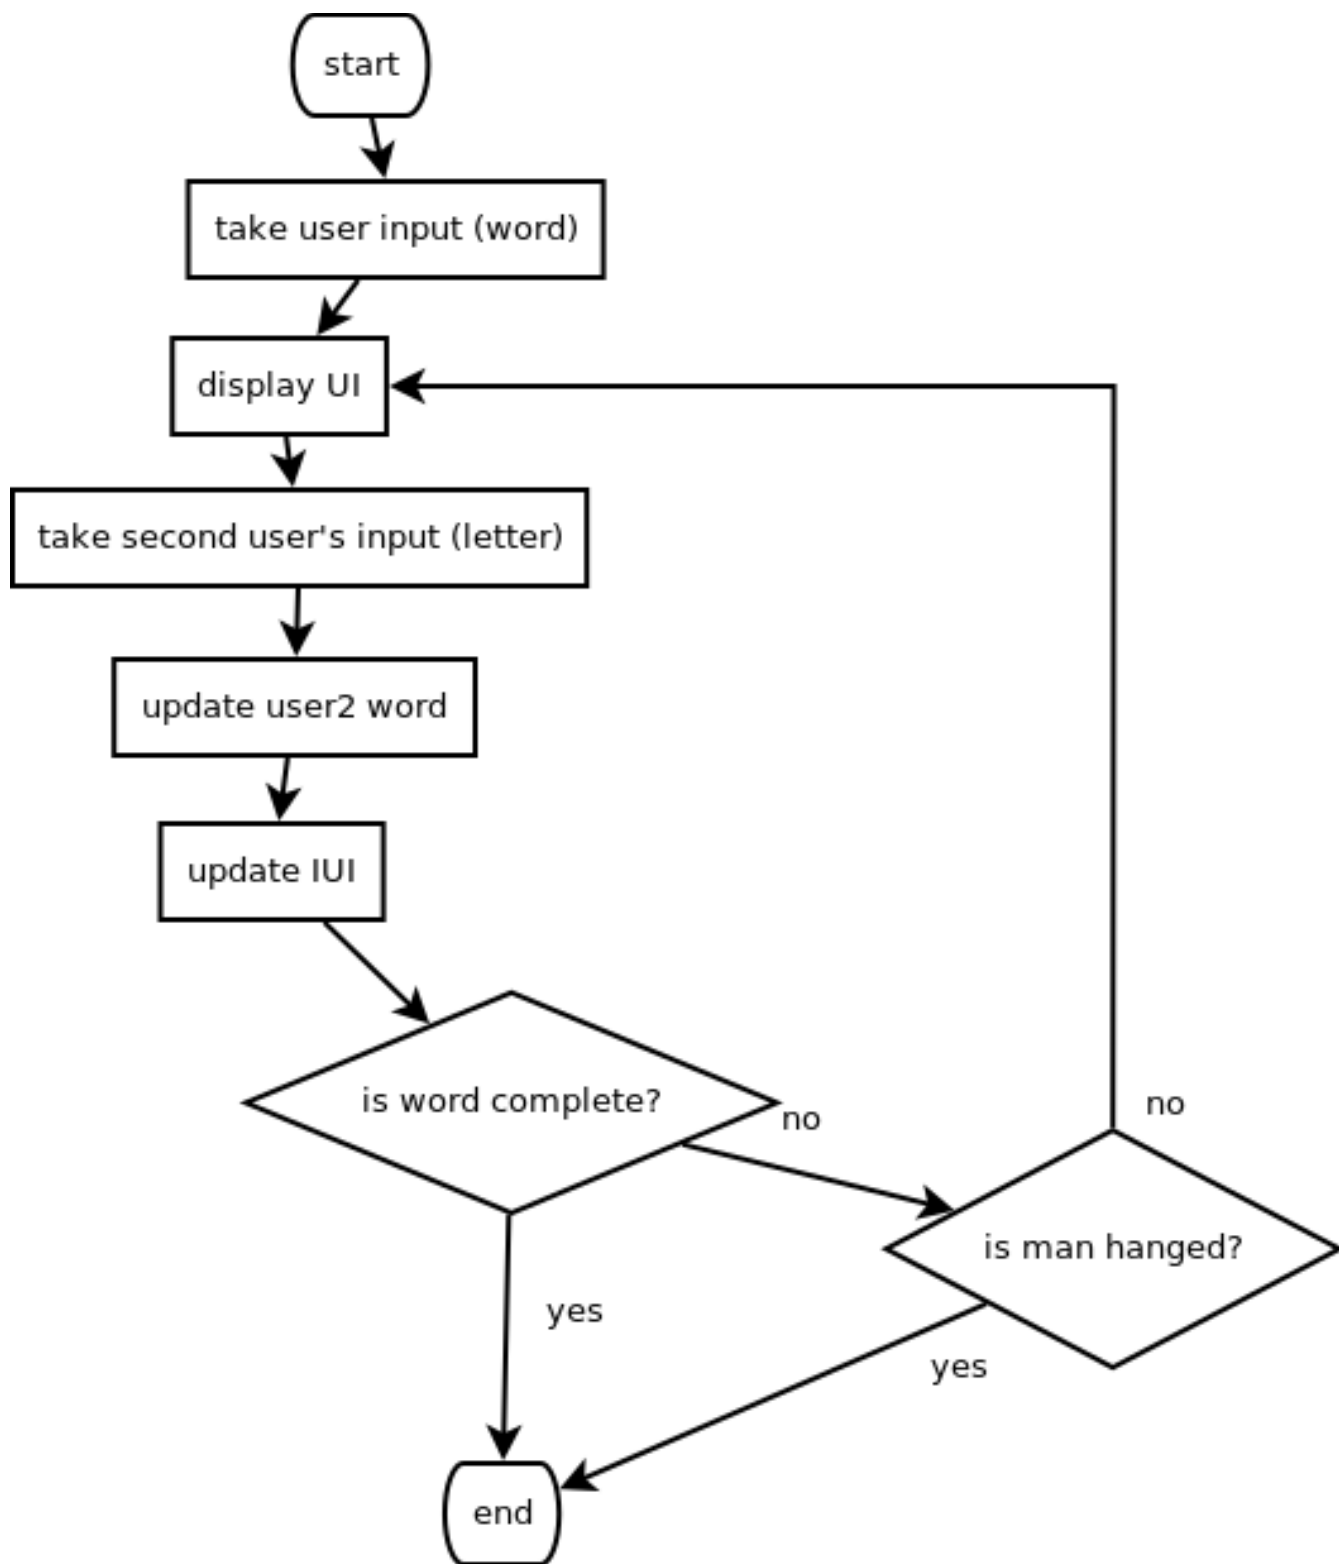 start
take user input (word)
display UI
take second user's input (letter)
update user2 word
update IUI
is word complete?
no
no
is man hanged?
yes
yes
end